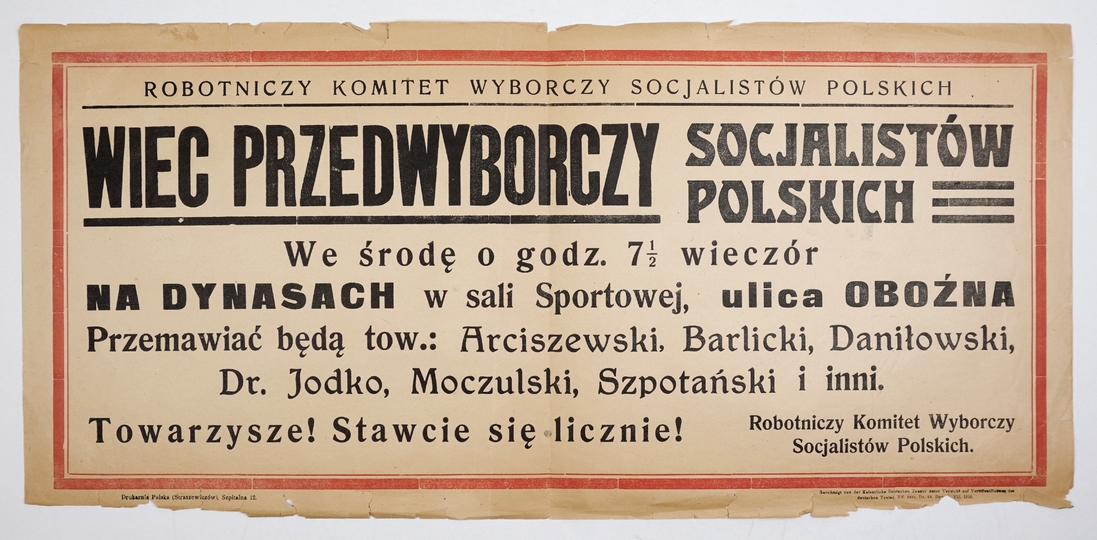 ROBOTNICZY KOMITET WYBORCZY SOCJALISTÓW POLSKICH
WIEC PRZEDWYBORCZY
SOCJALISTÓW
POLSKICH
We środę o godz. 7½ wieczór
NA DYNASACH w sali Sportowej, ulica OBOŹNA
Przemawiać będą tow.: Arciszewski, Barlicki, Daniłowski,
Dr. Jodko, Moczulski, Szpotański i inni.
Towarzysze! Stawcie się licznie!
Robotniczy Komitet Wyborczy
Socjalistów Polskich.
Drukarnia Polska (Straszewiczów), Szpitalna 12.